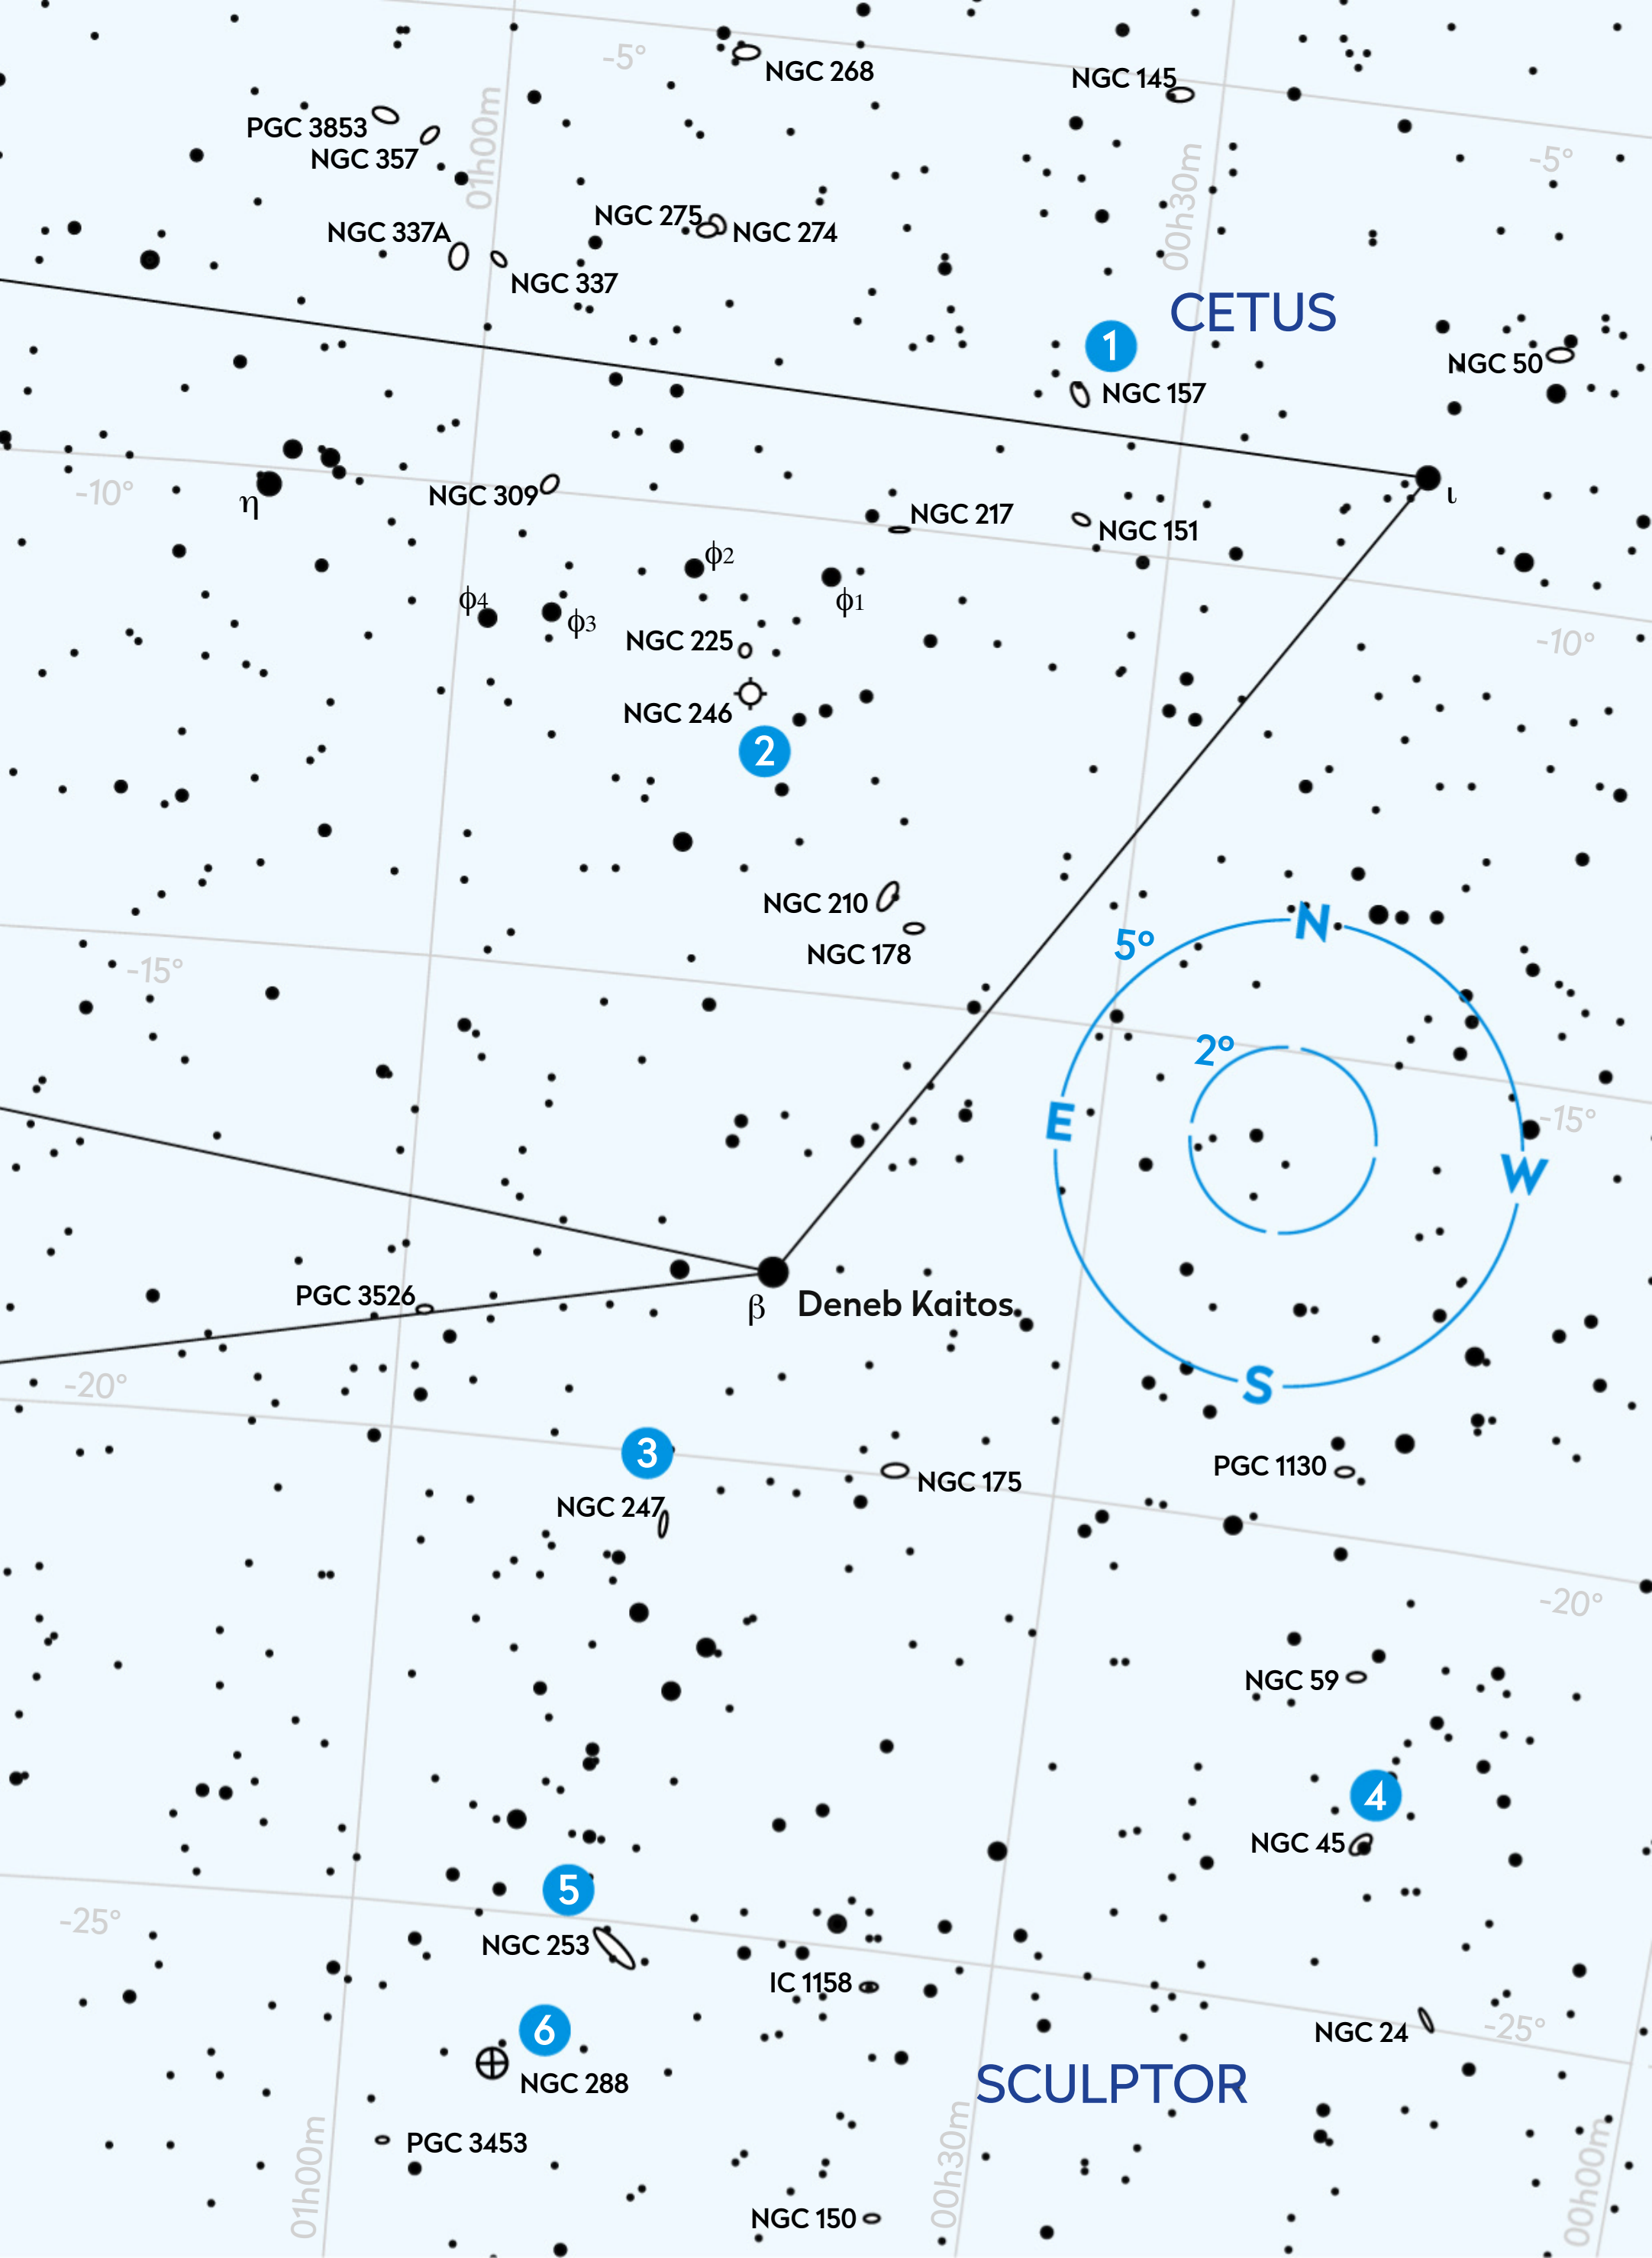 -5°
NGC 268
NGC 145
PGC 3853
NGC 357
01h00m
00h30m
-5°
NGC 275
NGC 274
NGC 337A
NGC 337
CETUS
1
NGC 157
NGC 50
-10°
η
NGC 309
ι
NGC 217
NGC 151
ϕ2
ϕ1
ϕ4
ϕ3
NGC 225
-10°
NGC 246
2
NGC 210
NGC 178
N
5º
-15°
2º
E
-15°
W
PGC 3526
β
Deneb Kaitos
-20°
S
3
NGC 175
PGC 1130
NGC 247
-20°
NGC 59
4
NGC 45
5
-25°
NGC 253
IC 1158
NGC 24
-25°
6
NGC 288
SCULPTOR
PGC 3453
01h00m
00h30m
00h00m
NGC 150